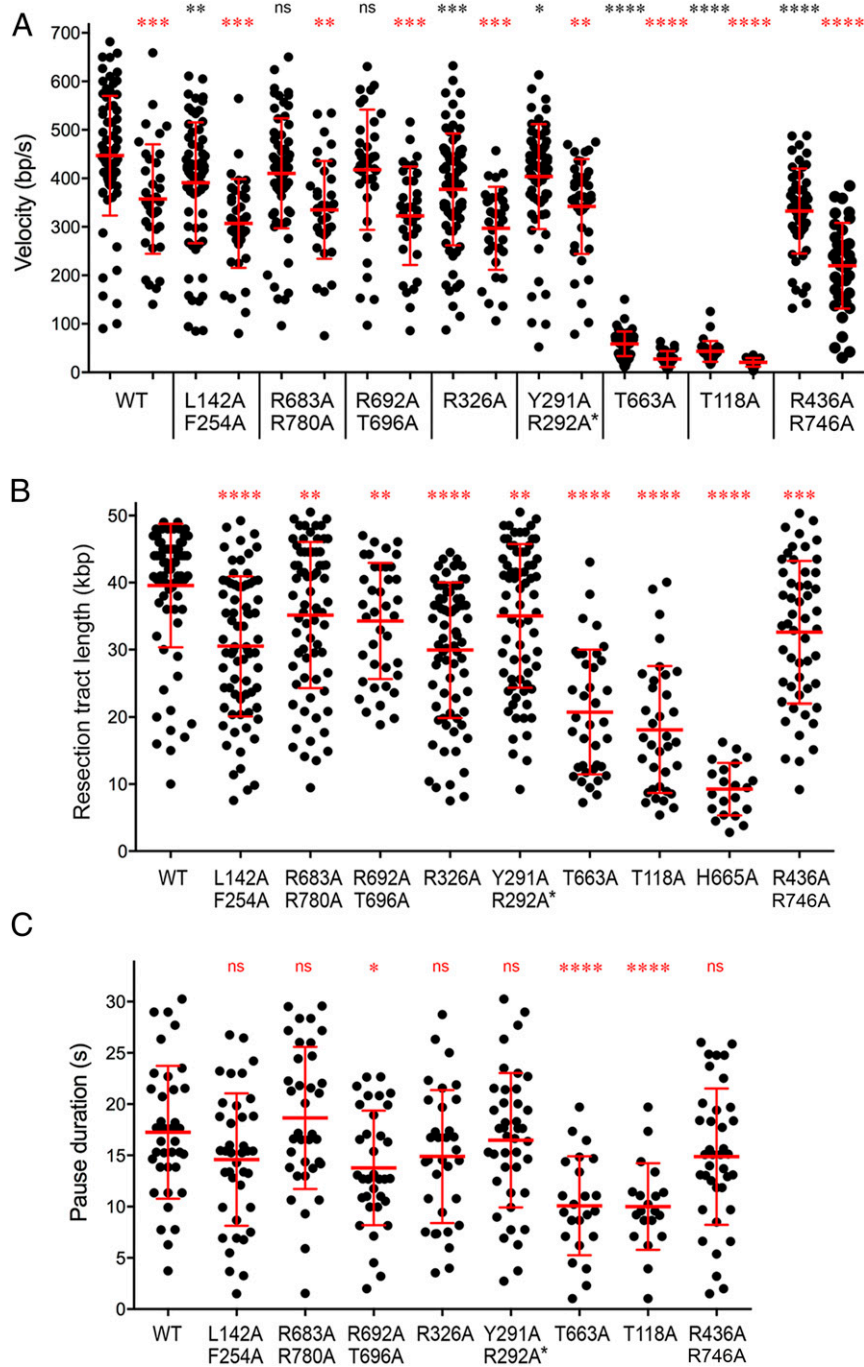 A
*** ** *** ns ** ns *** *** *** * ** **** **** **** **** **** ****
700
600
500
400
300
200
100
0
Velocity (bp/s)
WT L142A R683A R692A R326A Y291A T663A T118A R436A
F254A R780A T696A R292A* R746A
B
**** ** ** **** ** **** **** **** ***
50
40
30
20
10
0
Resection tract length (kbp)
WT L142A R683A R692A R326A Y291A T663A T118A H665A R436A
F254A R780A T696A R292A* R746A
C
ns ns * ns ns **** **** ns
30
25
20
15
10
5
0
Pause duration (s)
WT L142A R683A R692A R326A Y291A T663A T118A R436A
F254A R780A T696A R292A* R746A